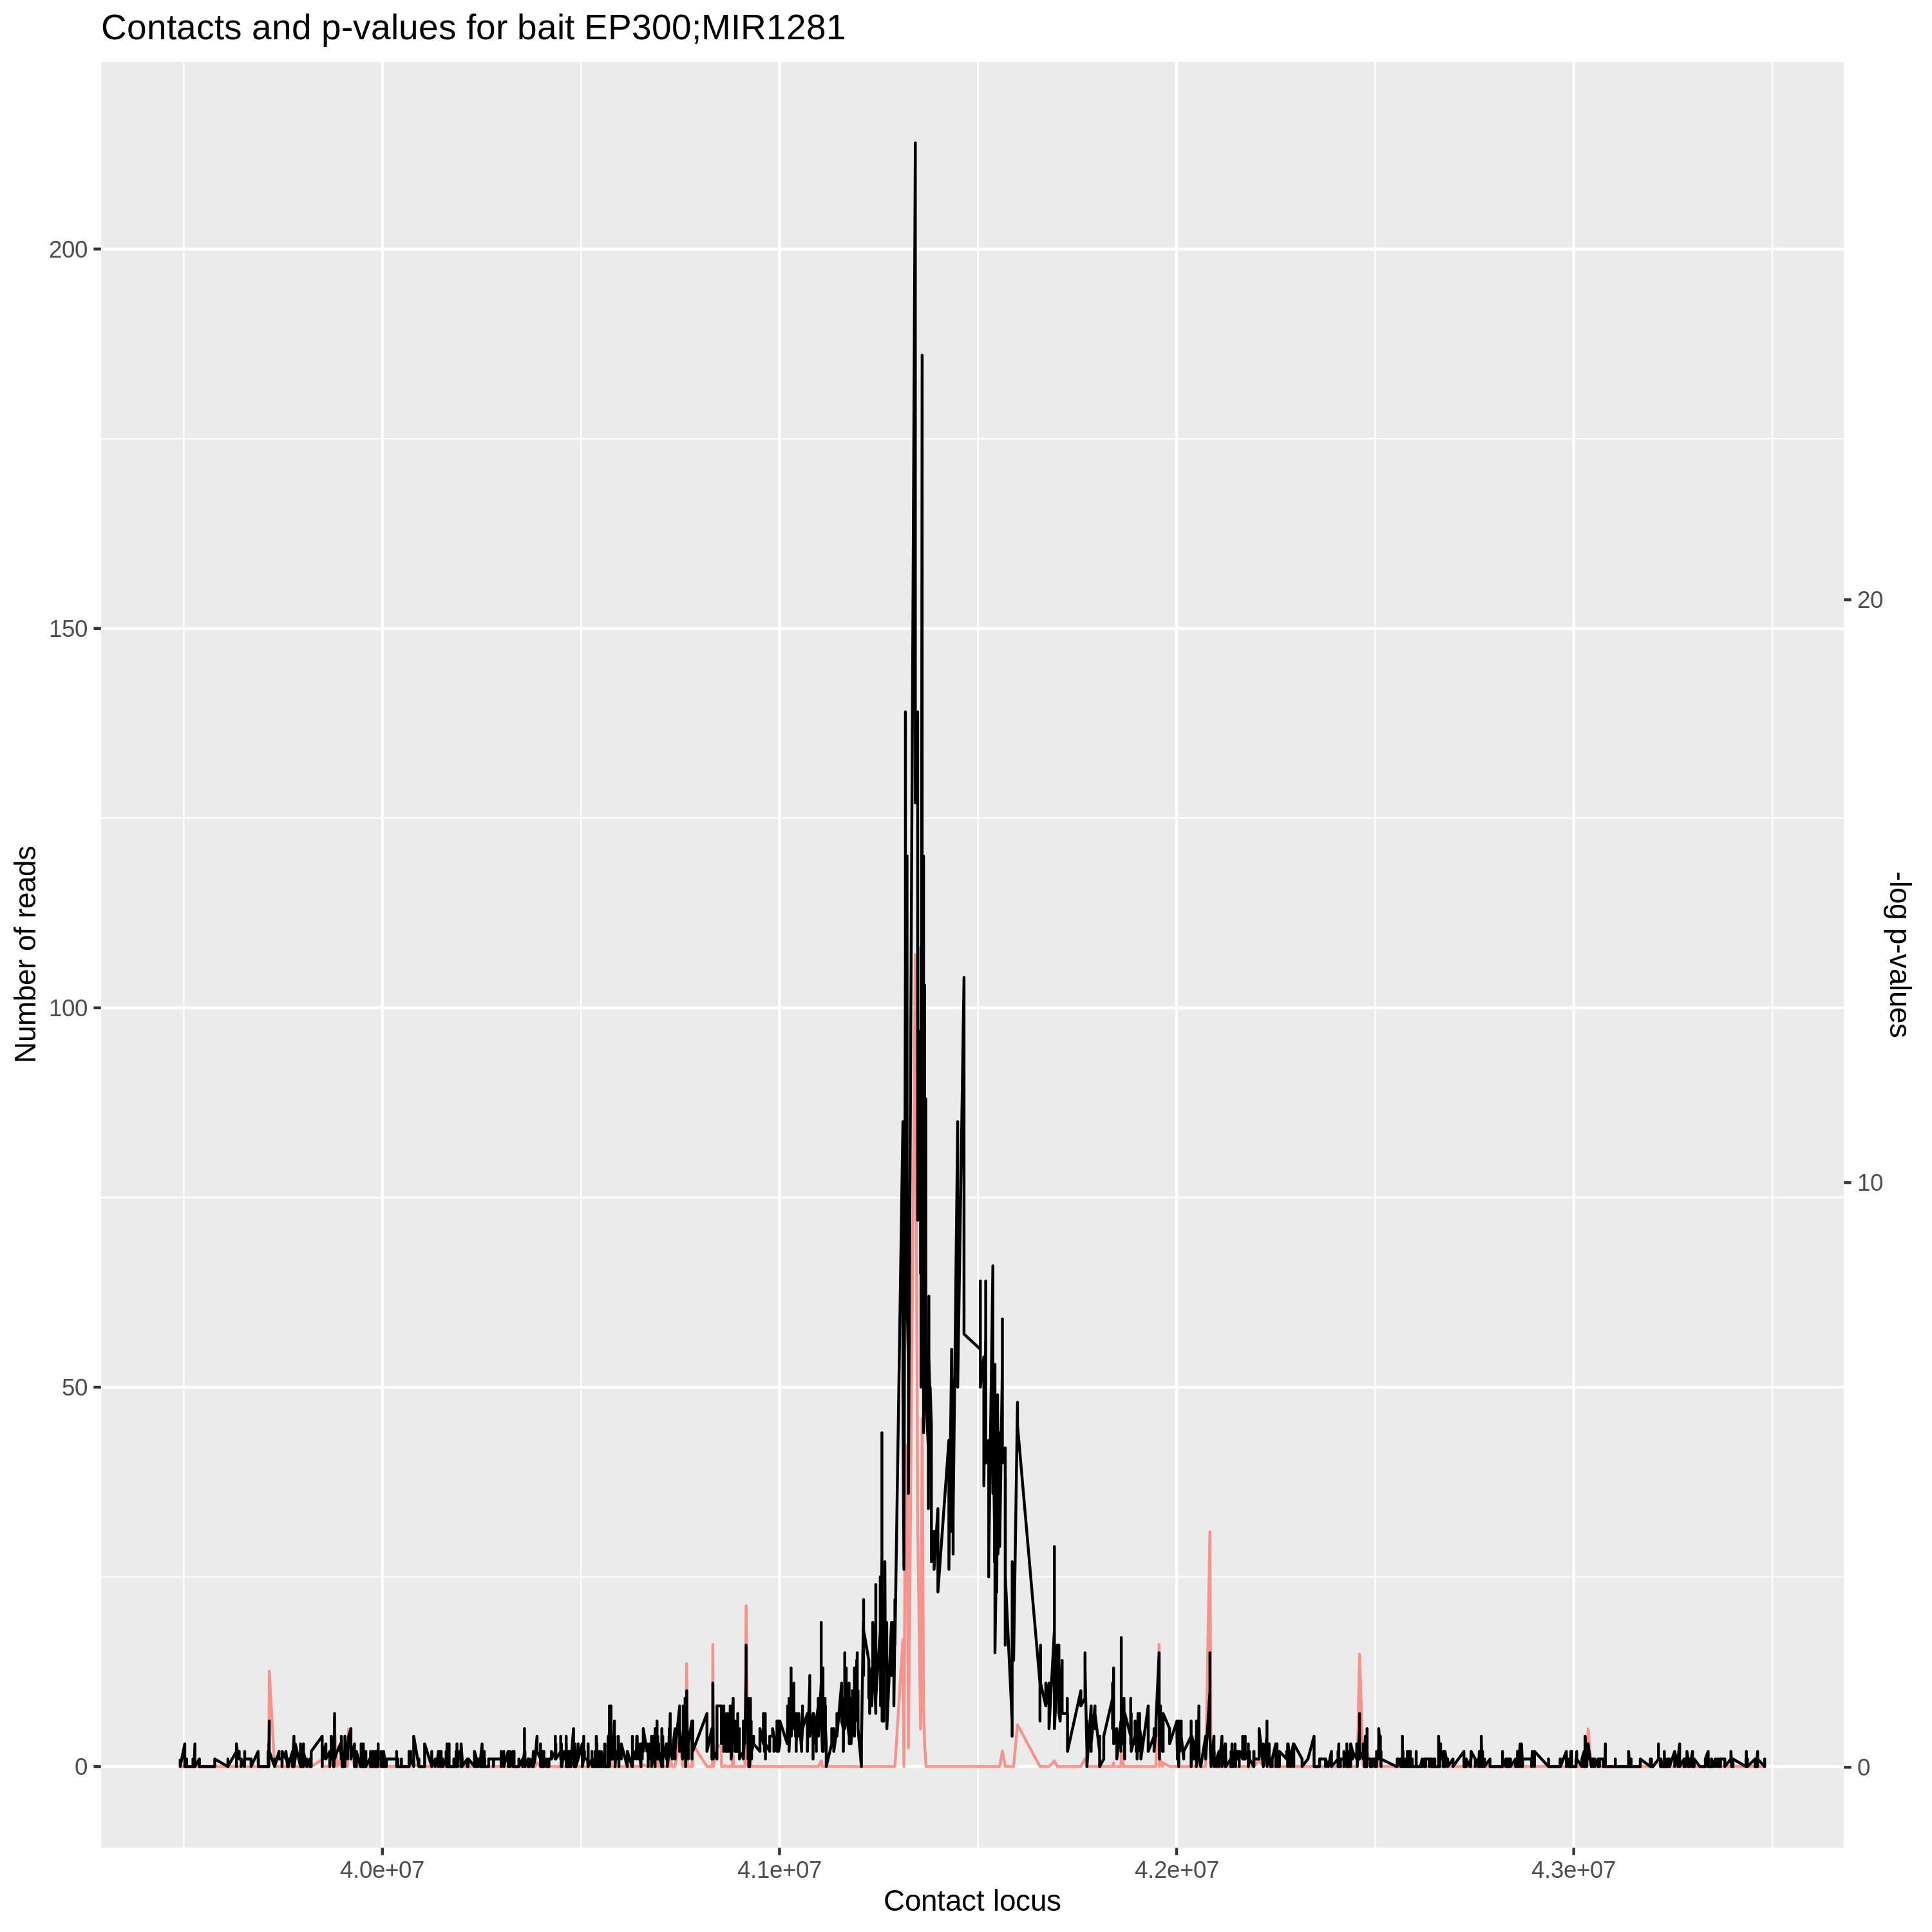 Contacts and p-values for bait EP300;MIR1281
200
150
100
50
0
Number of reads
20
10
0
-log p-values
4.0e+07 4.1e+07 4.2e+07 4.3e+07
Contact locus